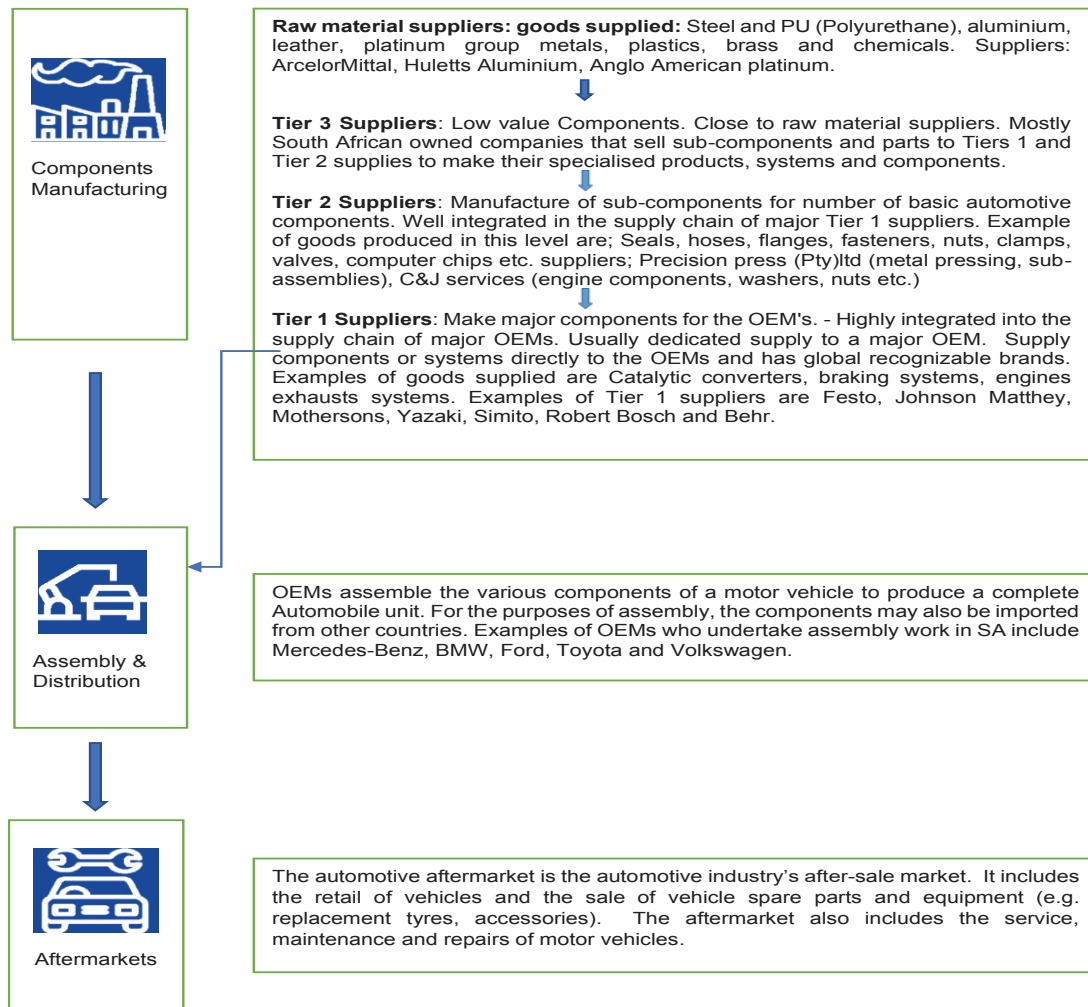 Raw material suppliers: goods supplied: Steel and PU (Polyurethane), aluminium,
leather, platinum group metals, plastics, brass and chemicals. Suppliers:
ArcelorMittal, Huletts Aluminium, Anglo American platinum.
Tier 3 Suppliers: Low value Components. Close to raw material suppliers. Mostly
South African owned companies that sell sub-components and parts to Tiers 1 and
Tier 2 supplies to make their specialised products, systems and components.
Components
Manufacturing
Tier 2 Suppliers: Manufacture of sub-components for number of basic automotive
components. Well integrated in the supply chain of major Tier 1 suppliers. Example
of goods produced in this level are; Seals, hoses, flanges, fasteners, nuts, clamps,
valves, computer chips etc. suppliers; Precision press (Pty)ltd (metal pressing, sub-
assemblies), C&J services (engine components, washers, nuts etc.)
Tier 1 Suppliers: Make major components for the OEM's. - Highly integrated into the
supply chain of major OEMs. Usually dedicated supply to a major OEM. Supply
components or systems directly to the OEMs and has global recognizable brands.
Examples of goods supplied are Catalytic converters, braking systems, engines
exhausts systems. Examples of Tier 1 suppliers are Festo, Johnson Matthey,
Mothersons, Yazaki, Simito, Robert Bosch and Behr.
Assembly &
Distribution
OEMs assemble the various components of a motor vehicle to produce a complete
Automobile unit. For the purposes of assembly, the components may also be imported
from other countries. Examples of OEMs who undertake assembly work in SA include
Mercedes-Benz, BMW, Ford, Toyota and Volkswagen.
Aftermarkets
The automotive aftermarket is the automotive industry's after-sale market. It includes
the retail of vehicles and the sale of vehicle spare parts and equipment (e.g.
replacement tyres, accessories). The aftermarket also includes the service,
maintenance and repairs of motor vehicles.